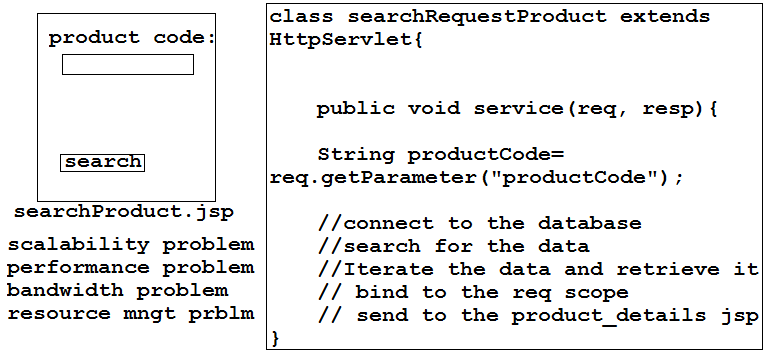 product code:
search
searchProduct.jsp
scalability problem
performance problem
bandwidth problem
resource mngt prblm
class searchRequestProduct extends
HttpServlet{
public void service(req, resp){
String productCode=
req.getParameter("productCode");
//connect to the database
//search for the data
//Iterate the data and retrieve it
// bind to the req scope
// send to the product_details jsp
}